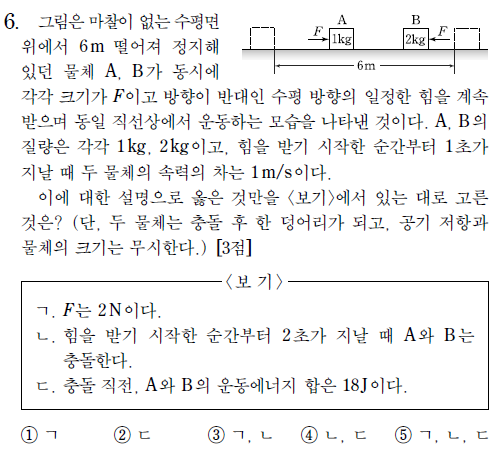 6. 그림은 마찰이 없는 수평면
위에서 6m 떨어져 정지해
있던 물체 A, B가 동시에
A B
F 1kg 2kg F
6m
각각 크기가 F이고 방향이 반대인 수평 방향의 일정한 힘을 계속
받으며 동일 직선상에서 운동하는 모습을 나타낸 것이다. A, B의
질량은 각각 1kg, 2kg이고, 힘을 받기 시작한 순간부터 1초가
지날 때 두 물체의 속력의 차는 1m/s이다.
이에 대한 설명으로 옳은 것만을 <보기>에서 있는 대로 고른
것은? (단, 두 물체는 충돌 후 한 덩어리가 되고, 공기 저항과
물체의 크기는 무시한다.) [3점]
<보 기>
ㄱ. F는 2N이다.
ㄴ. 힘을 받기 시작한 순간부터 2초가 지날 때 A와 B는
충돌한다.
ㄷ. 충돌 직전, A와 B의 운동에너지 합은 18J이다.
① ㄱ ② ㄷ ③ ㄱ, ㄴ ④ ㄴ, ㄷ ⑤ ㄱ, ㄴ, ㄷ